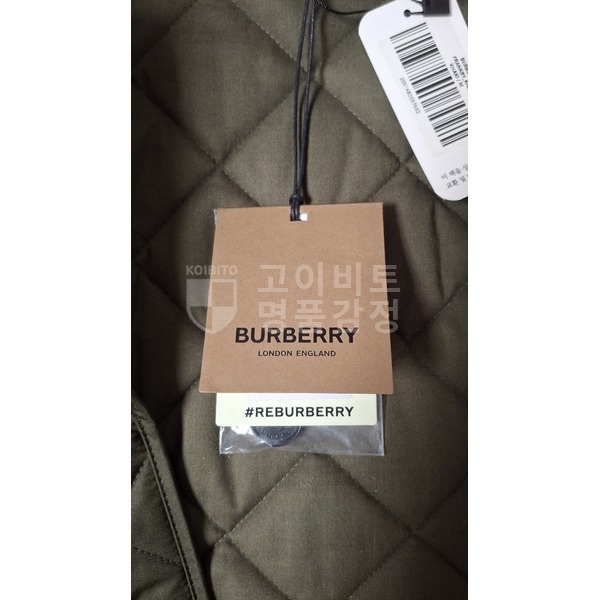 KOIBITO
고이비토
명품감정
BURBERRY
LONDON ENGLAND
#REBURBERRY